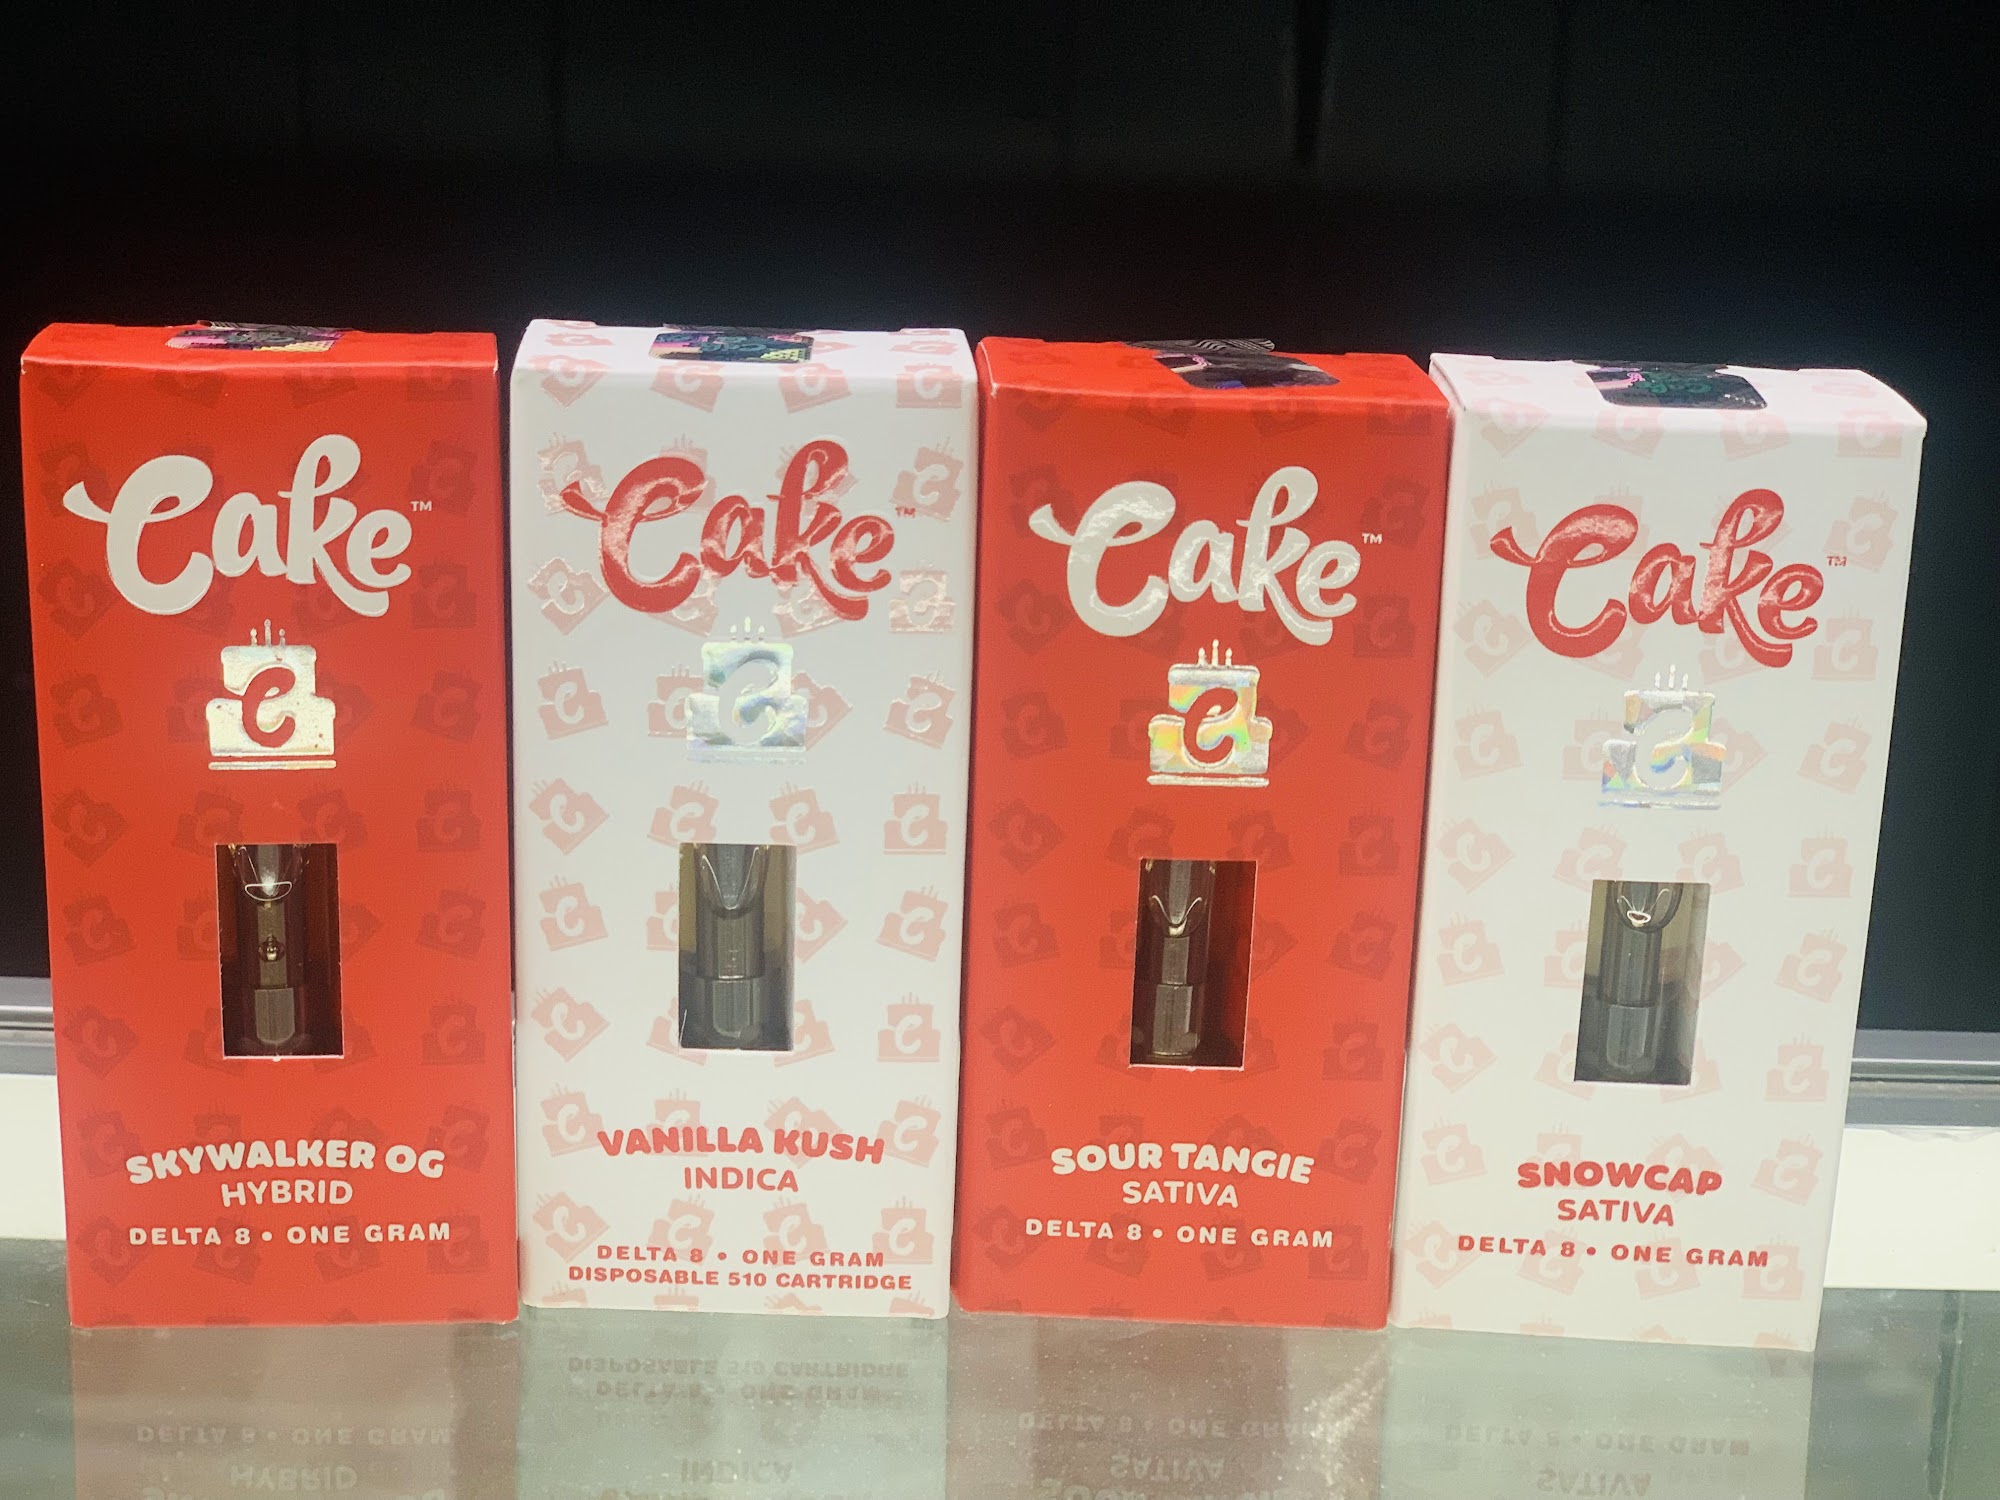 Cake™
SKYWALKER OG
HYBRID
DELTA 8 • ONE GRAM
Cake™
VANILLA KUSH
INDICA
DELTA 8 • ONE GRAM
DISPOSABLE 510 CARTRIDGE
Cake™
SOUR TANGIE
SATIVA
DELTA 8 • ONE GRAM
Cake™
SNOWCAP
SATIVA
DELTA 8 • ONE GRAM